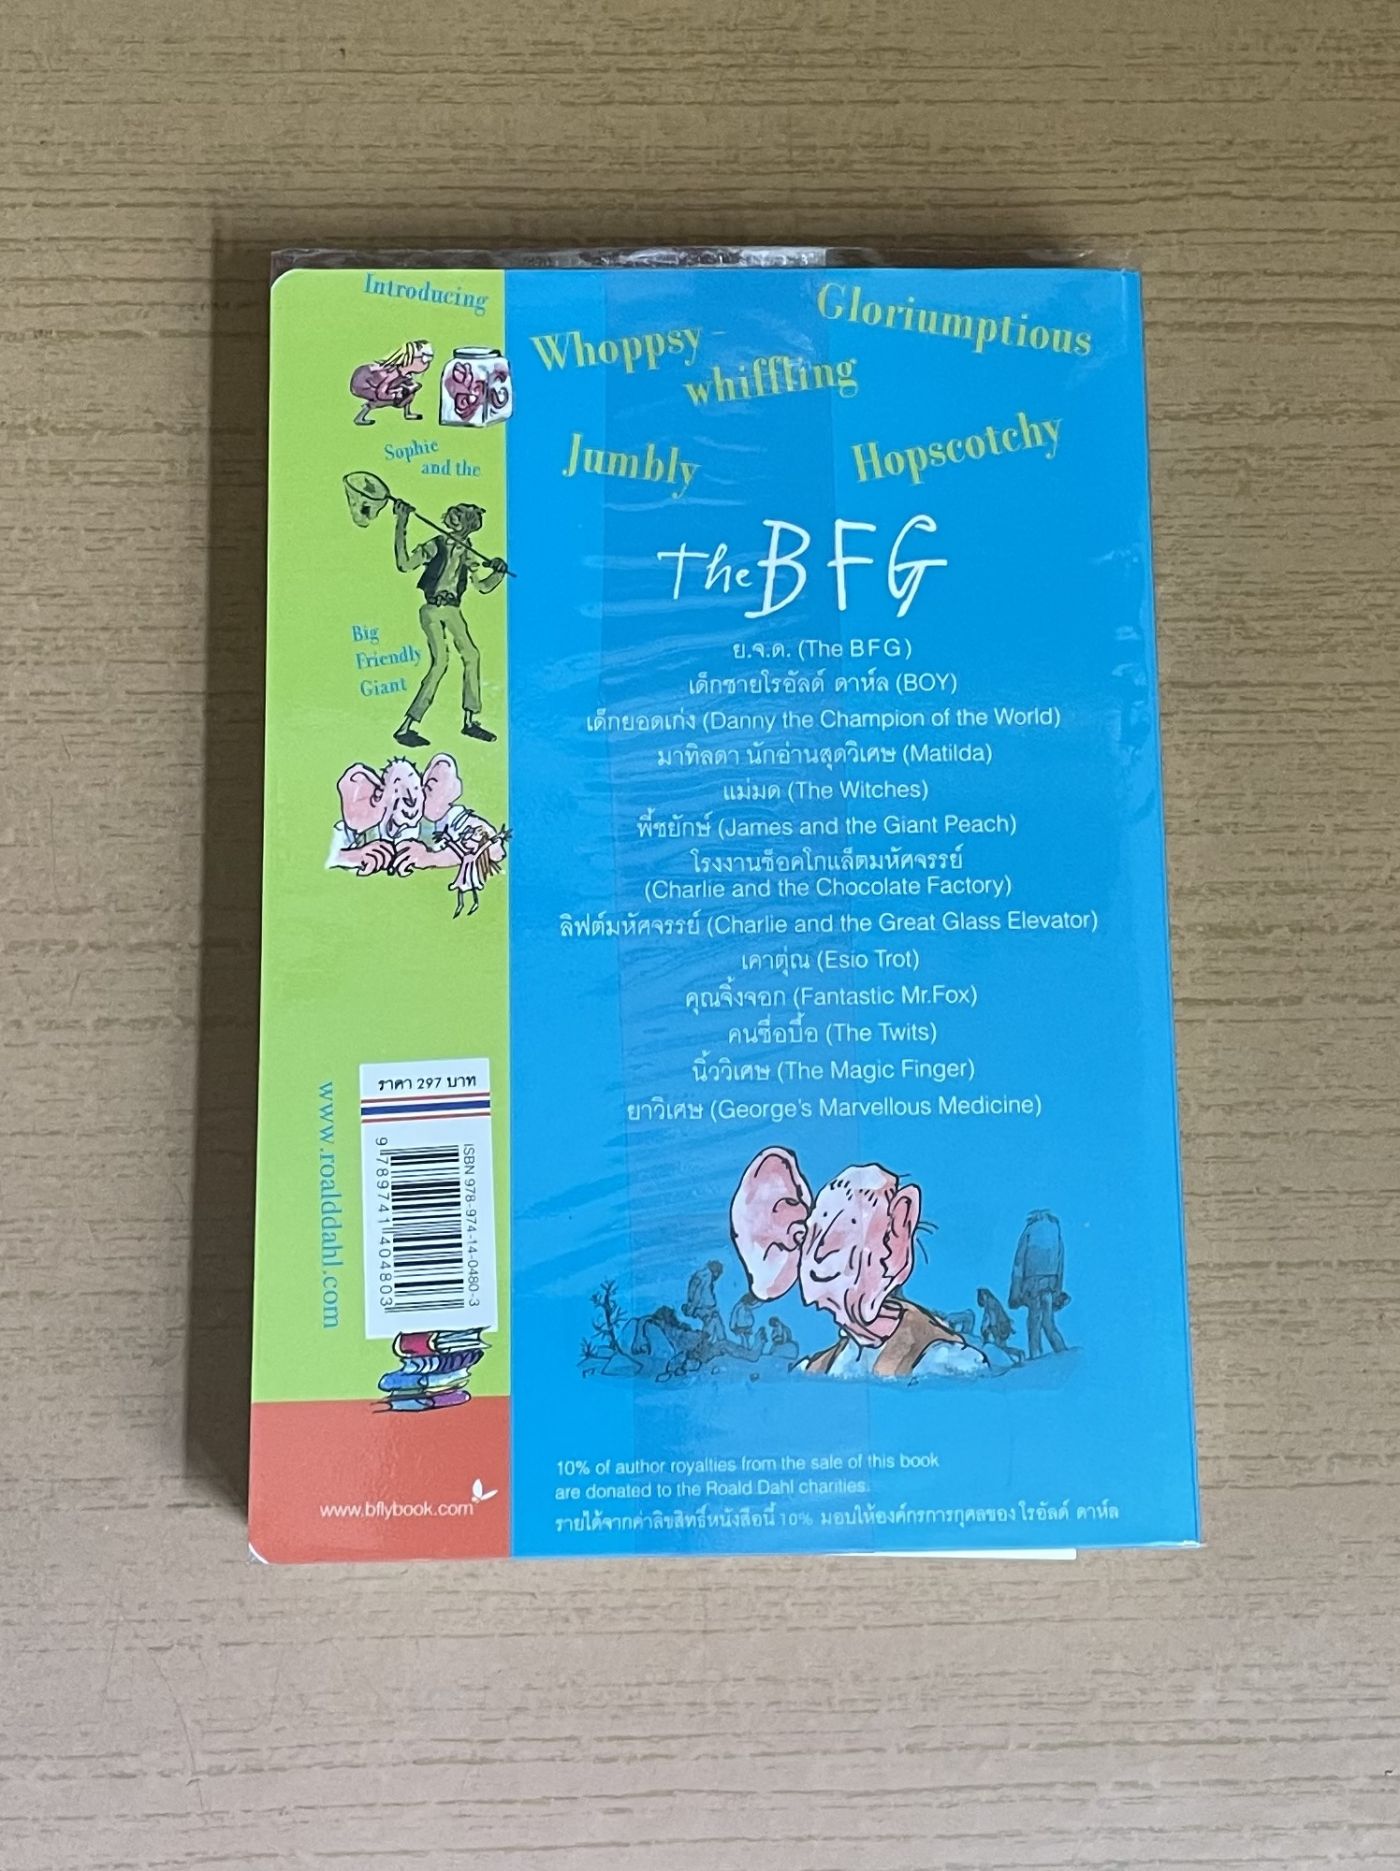 Introducing
Sophie
and the
Big
Friendly
Giant
Gloriumptious
Whoppsy-
whiffling
Jumbly
Hopscotchy
The BFG
ย.จ.ด. (The BFG)
เด็กชายโรอัลด์ ดาห์ล (BOY)
เด็กยอดเก่ง (Danny the Champion of the World)
มาทิลดา นักอ่านสุดวิเศษ (Matilda)
แม่มด (The Witches)
พีชยักษ์ (James and the Giant Peach)
โรงงานช็อคโกแล็ตมหัศจรรย์
(Charlie and the Chocolate Factory)
ลิฟต์มหัศจรรย์ (Charlie and the Great Glass Elevator)
เคาตุ่ณ (Esio Trot)
คุณจิ้งจอก (Fantastic Mr.Fox)
คนซื่อบื้อ (The Twits)
นิ้ววิเศษ (The Magic Finger)
ยาวิเศษ (George's Marvellous Medicine)
ราคา 297 บาท
ISBN 978-974-14-0480-3
9789741404803
www.roalddahl.com
www.bflybook.com
10% of author royalties from the sale of this book
are donated to the Roald Dahl charities.
รายได้จากค่าลิขสิทธิ์หนังสือนี้ 10% มอบให้องค์กรการกุศลของ โรอัลด์ ดาห์ล